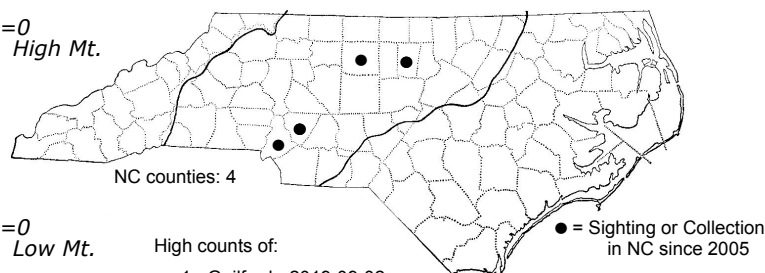 =0
High Mt.
NC counties: 4
=0
Low Mt.
High counts of:
● = Sighting or Collection
in NC since 2005